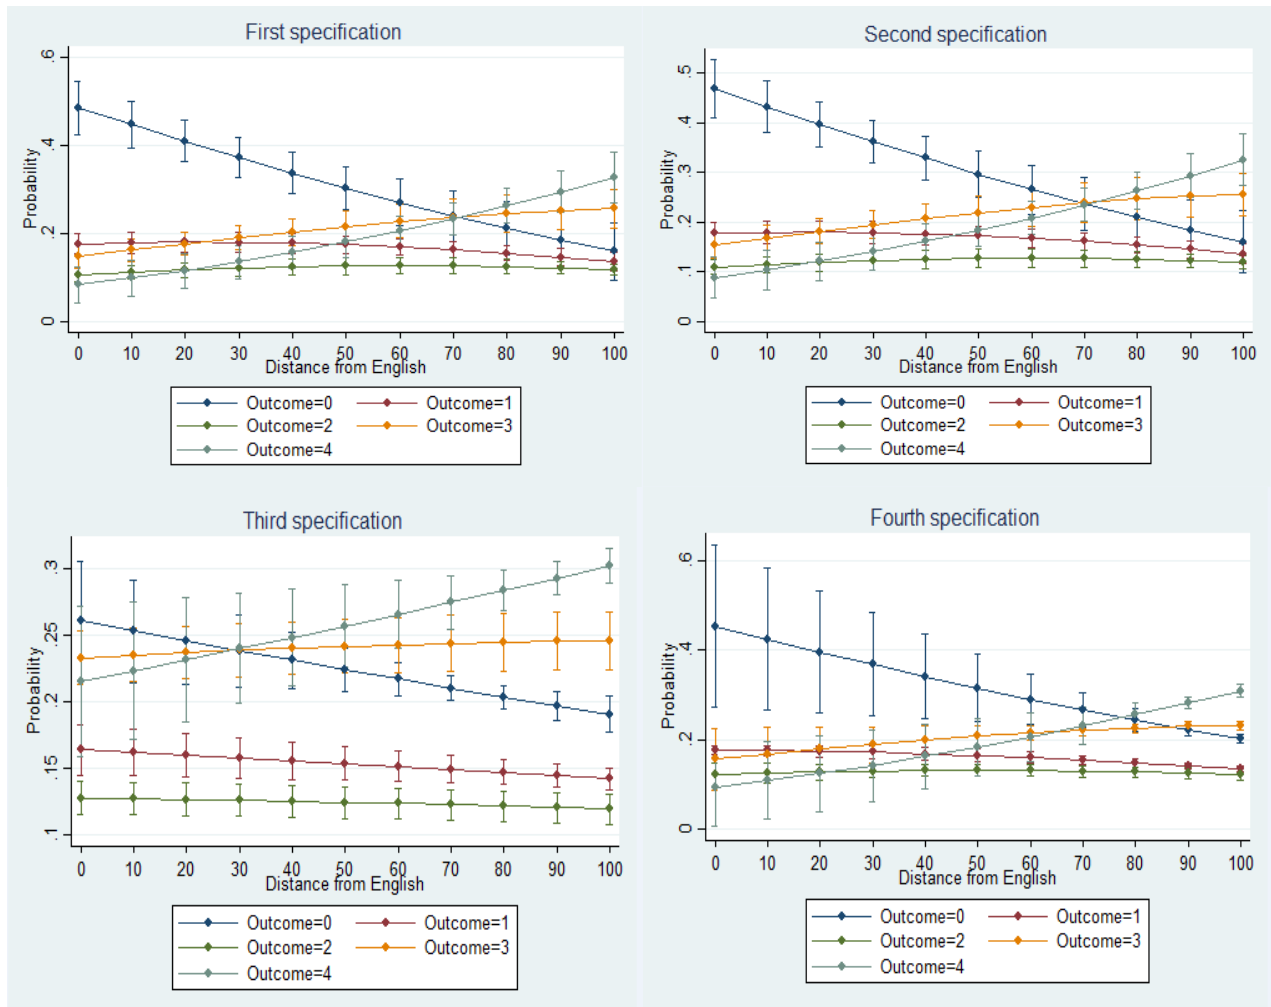 First specification
.6
.4
.2
0
Probability
0 10 20 30 40 50 60 70 80 90 100
Distance from English
Outcome=0 Outcome=1
Outcome=2 Outcome=3
Outcome=4
Second specification
.5
.4
.3
.2
.1
0
Probability
0 10 20 30 40 50 60 70 80 90 100
Distance from English
Outcome=0 Outcome=1
Outcome=2 Outcome=3
Outcome=4
Third specification
.3
.25
.2
.15
.1
Probability
0 10 20 30 40 50 60 70 80 90 100
Distance from English
Outcome=0 Outcome=1
Outcome=2 Outcome=3
Outcome=4
Fourth specification
.6
.4
.2
0
Probability
0 10 20 30 40 50 60 70 80 90 100
Distance from English
Outcome=0 Outcome=1
Outcome=2 Outcome=3
Outcome=4